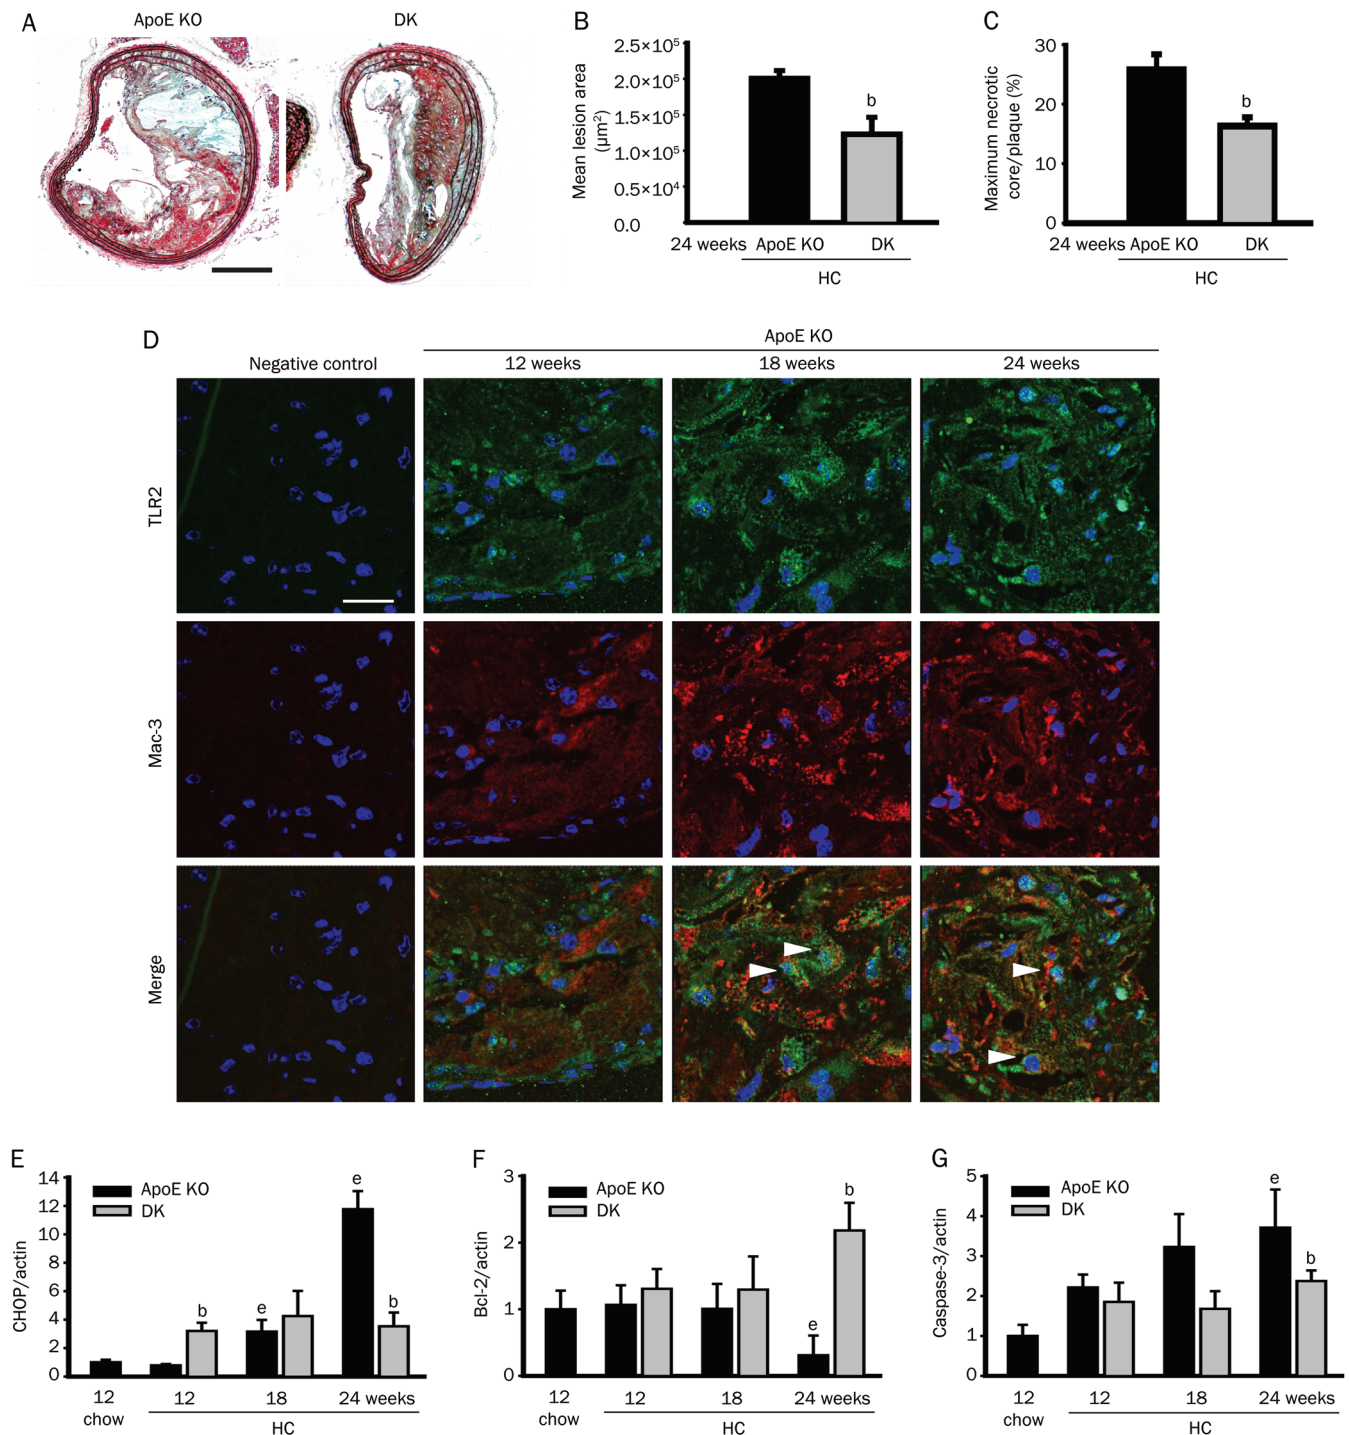 A
ApoE KO
DK
B
Mean lesion area
(µm²)
2.5×10⁵
2.0×10⁵
1.5×10⁵
1.0×10⁵
0.5×10⁴
0.0
b
24 weeks ApoE KO DK
HC
C
Maximum necrotic
core/plaque (%)
30
20
10
0
b
24 weeks ApoE KO DK
HC
D
ApoE KO
Negative control
12 weeks
18 weeks
24 weeks
TLR2
Mac-3
Merge
E
CHOP/actin
14
12
10
8
6
4
2
0
ApoE KO
DK
b
e
e
b
12 12 18 24 weeks
chow
HC
F
Bcl-2/actin
3
2
1
0
ApoE KO
DK
e
b
12 12 18 24 weeks
chow
HC
G
Caspase-3/actin
5
4
3
2
1
0
ApoE KO
DK
e
b
12 12 18 24 weeks
chow
HC